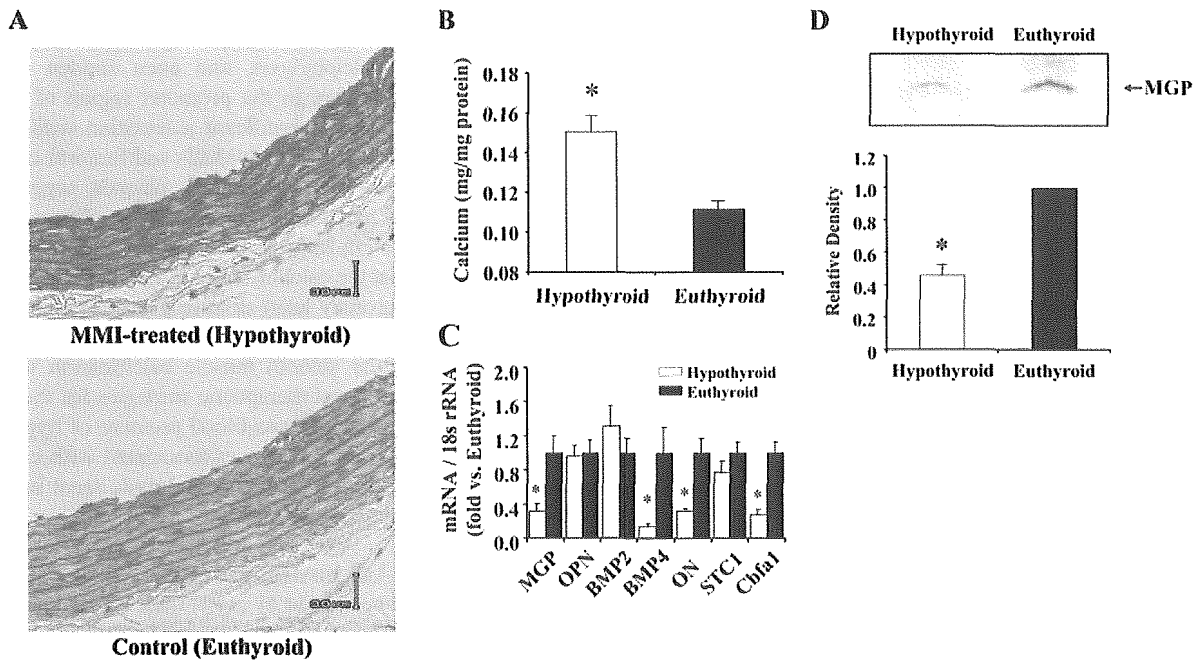 A
MMI-treated (Hypothyroid)
Control (Euthyroid)
B
Calcium (mg/mg protein)
0.18
0.16
0.14
0.12
0.10
0.08
Hypothyroid Euthyroid
*
C
mRNA / 18s rRNA
(fold vs. Euthyroid)
2.0
1.6
1.2
0.8
0.4
0.0
Hypothyroid
Euthyroid
* * * *
MGP OPN BMP2 BMP4 ON STC1 Cbfa1
D
Hypothyroid Euthyroid
←MGP
Relative Density
1.2
1.0
0.8
0.6
0.4
0.2
0
*
Hypothyroid Euthyroid